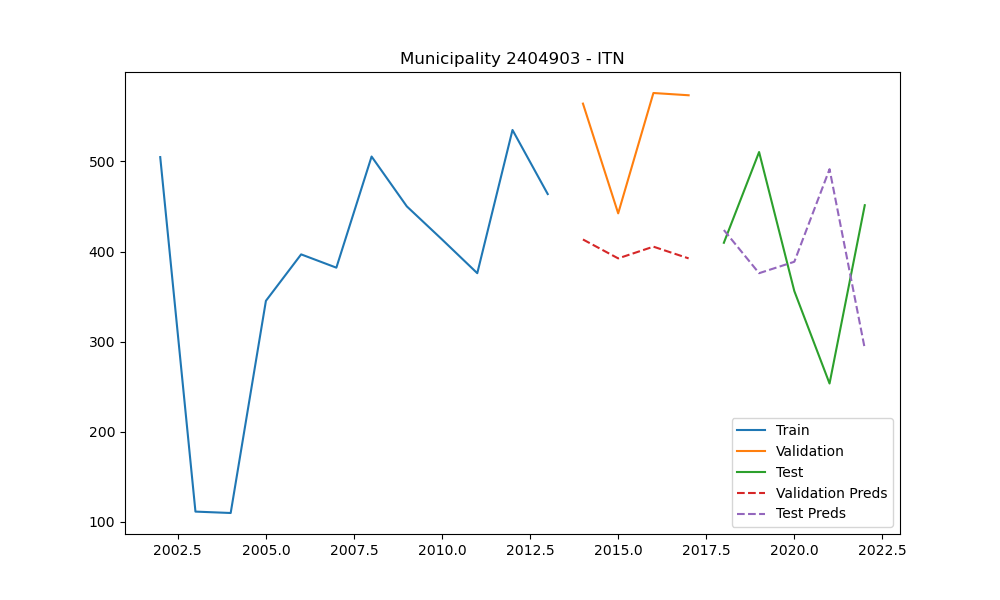 Municipality 2404903 - ITN
500
400
300
200
100
2002.5 2005.0 2007.5 2010.0 2012.5 2015.0 2017.5 2020.0 2022.5
Train
Validation
Test
Validation Preds
Test Preds